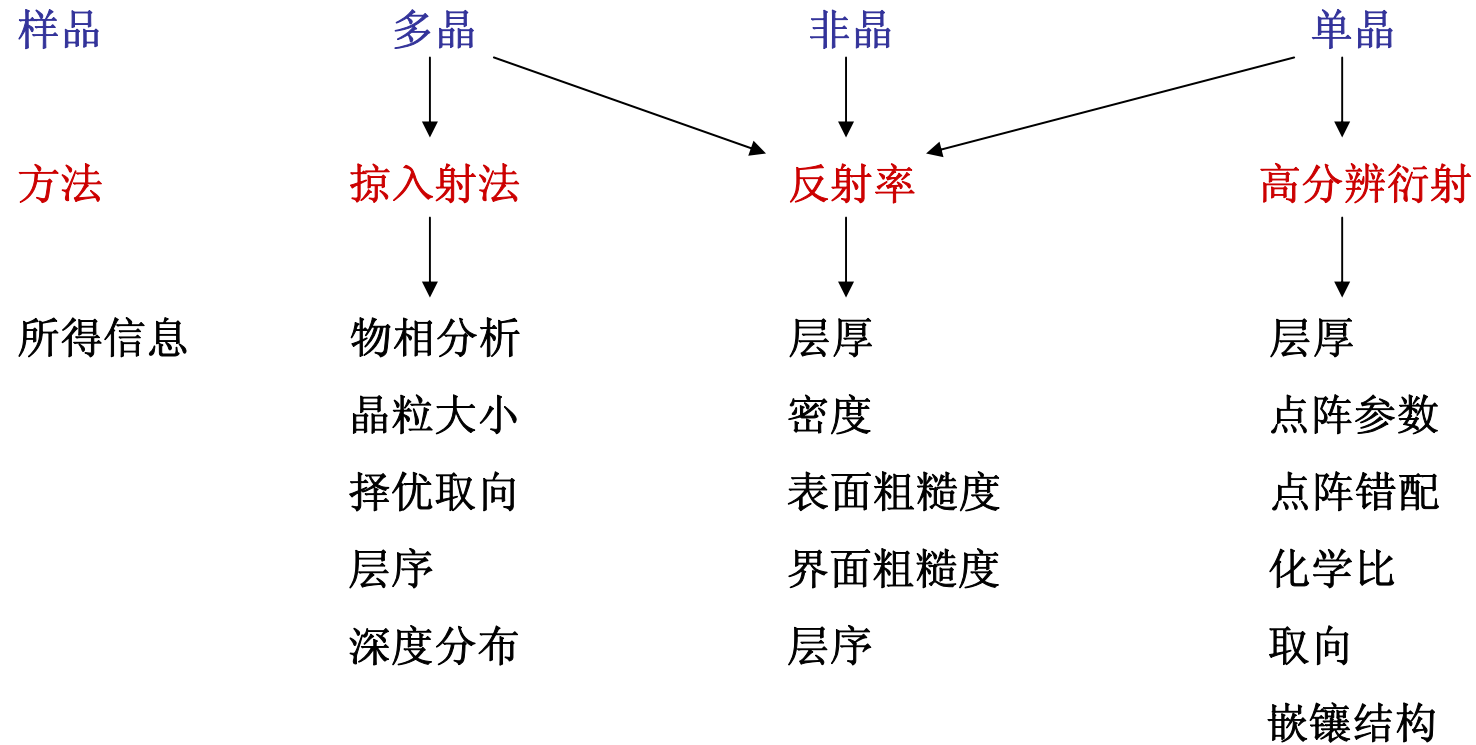 样品 多晶 非晶 单晶
方法 掠入射法 反射率 高分辨衍射
所得信息 物相分析 层厚 层厚
晶粒大小 密度 点阵参数
择优取向 表面粗糙度 点阵错配
层序 界面粗糙度 化学比
深度分布 层序 取向
嵌镶结构